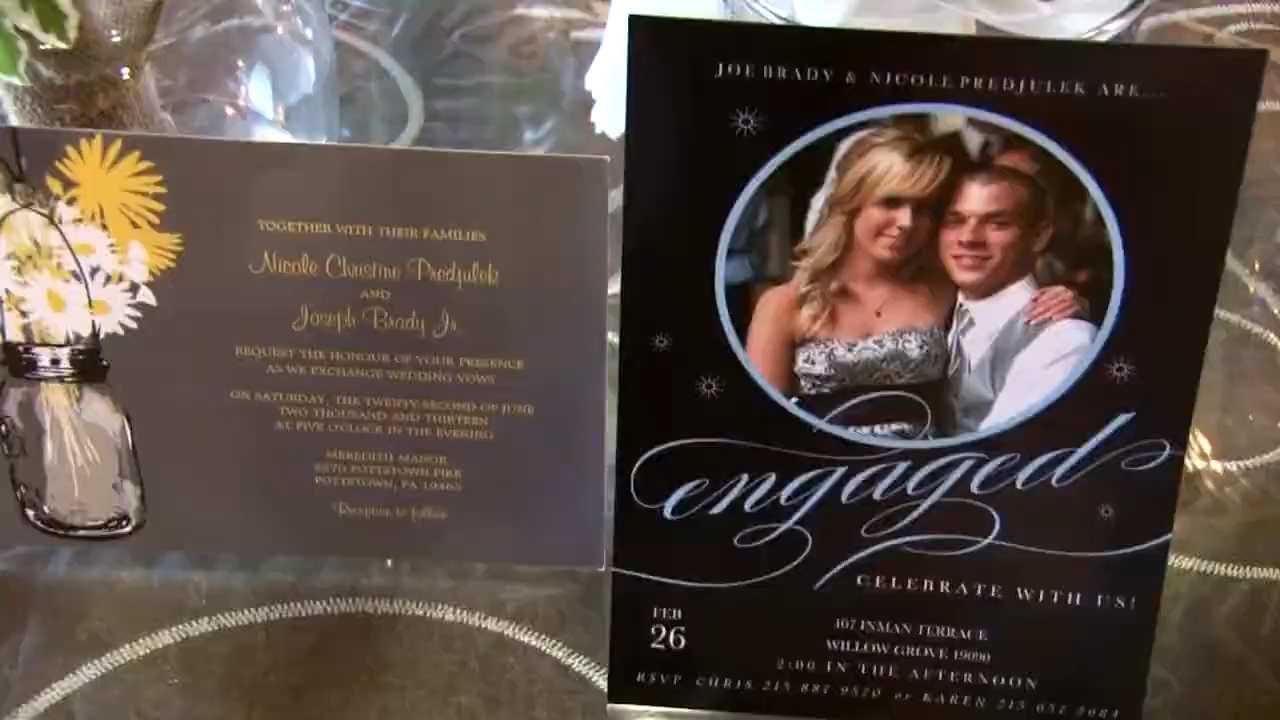 TOGETHER WITH THEIR FAMILIES
Nicole Christine Predjulek
AND
Joseph Brady Jr.
REQUEST THE HONOUR OF YOUR PRESENCE
AS WE EXCHANGE WEDDING VOWS
ON SATURDAY, THE TWENTY-SECOND OF JUNE
TWO THOUSAND AND THIRTEEN
AT FIVE O'CLOCK IN THE EVENING
MEREDITH MANOR
POTTSTOWN PIKE
POTTSTOWN, PA 19465
Reception to follow
JOE BRADY & NICOLE PREDJULEK ARE...
engaged
CELEBRATE WITH US!
FEB
26
107 INMAN TERRACE
WILLOW GROVE 19090
2:00 IN THE AFTERNOON
RSVP CHRIS 215 887 9520 or KAREN 215 657